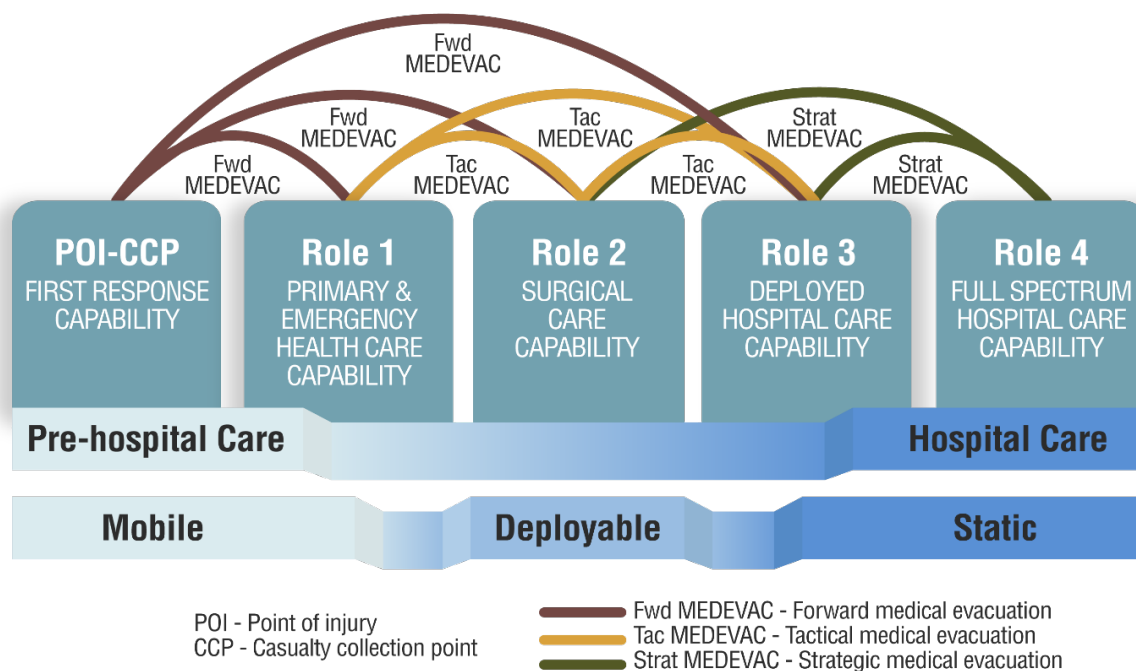 Fwd
MEDEVAC
Fwd
MEDEVAC
Tac
MEDEVAC
Strat
MEDEVAC
Fwd
MEDEVAC
Tac
MEDEVAC
Tac
MEDEVAC
Strat
MEDEVAC
POI-CCP
FIRST RESPONSE
CAPABILITY
Role 1
PRIMARY &
EMERGENCY
HEALTH CARE
CAPABILITY
Role 2
SURGICAL
CARE
CAPABILITY
Role 3
DEPLOYED
HOSPITAL CARE
CAPABILITY
Role 4
FULL SPECTRUM
HOSPITAL CARE
CAPABILITY
Pre-hospital Care
Hospital Care
Mobile
Deployable
Static
POI - Point of injury
CCP - Casualty collection point
Fwd MEDEVAC - Forward medical evacuation
Tac MEDEVAC - Tactical medical evacuation
Strat MEDEVAC - Strategic medical evacuation